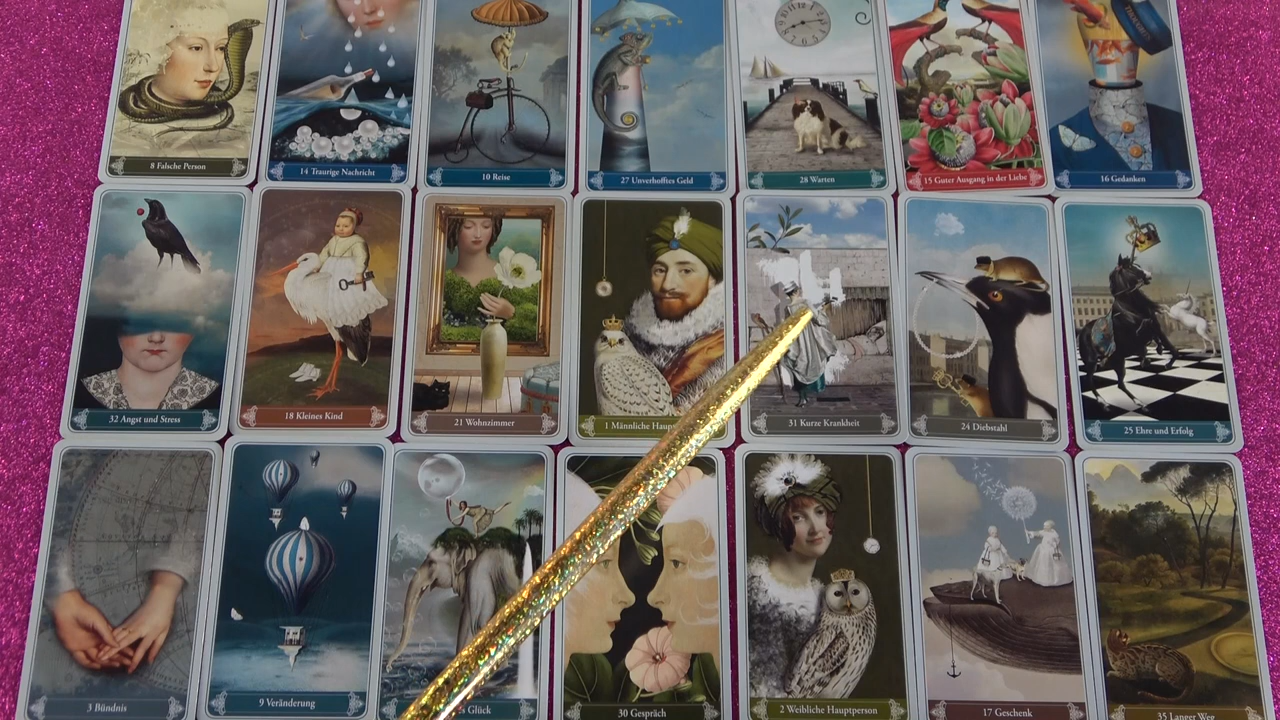 8 Falsche Person
14 Traurige Nachricht
10 Reise
27 Unverhofftes Geld
28 Warten
15 Guter Ausgang in der Liebe
16 Gedanken
32 Angst und Stress
18 Kleines Kind
21 Wohnzimmer
1 Männliche
31 Kurze Krankheit
24 Diebstahl
25 Ehre und Erfolg
3 Bündnis
9 Veränderung
Glück
30 Gespräch
2 Weibliche Hauptperson
17 Geschenk
35 Langer Weg